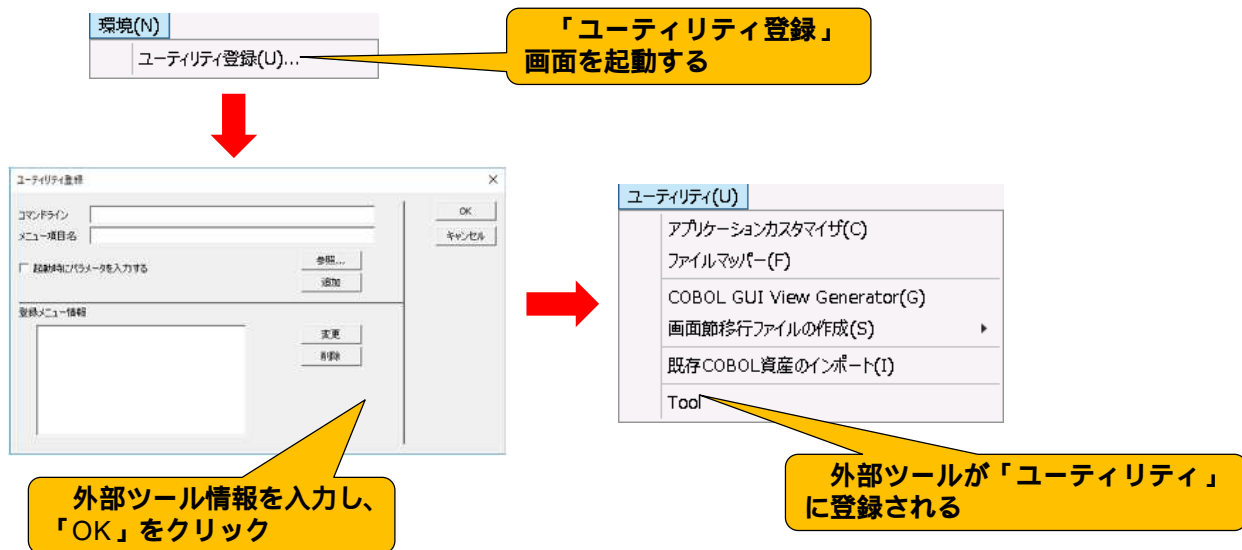 環境(N)
ユーティリティ登録(U)...
「ユーティリティ登録」
画面を起動する
ユーティリティ登録
コマンドライン
メニュー項目名
起動時にパラメータを入力する
参照...
追加
OK
キャンセル
登録メニュー情報
変更
削除
外部ツール情報を入力し、
「OK」をクリック
ユーティリティ(U)
アプリケーションカスタマイザ(C)
ファイルマッパー(F)
COBOL GUI View Generator(G)
画面節移行ファイルの作成(S)
既存COBOL資産のインポート(I)
Tool
外部ツールが「ユーティリティ」
に登録される